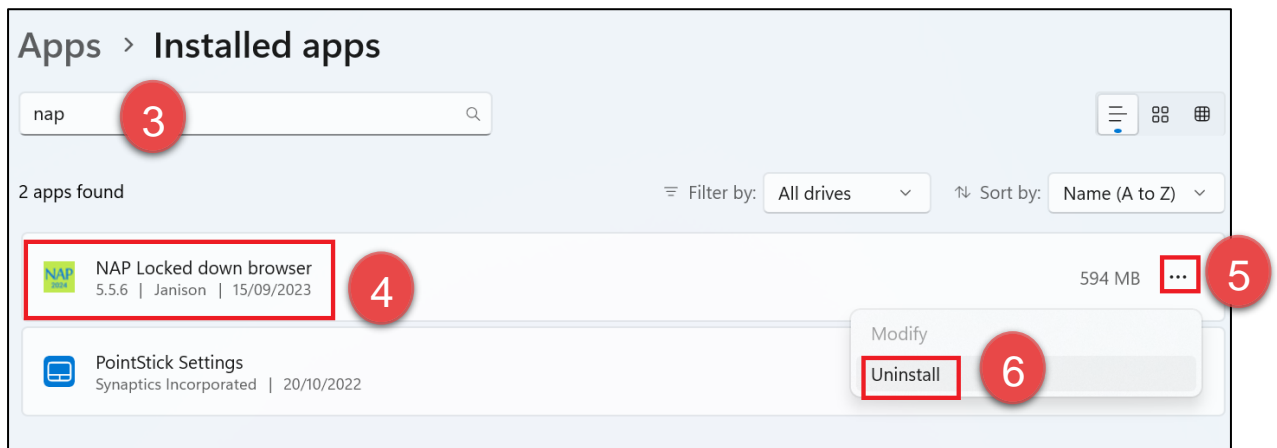 Apps > Installed apps
nap
3
2 apps found
Filter by: All drives
Sort by: Name (A to Z)
NAP
2024
NAP Locked down browser
5.5.6 | Janison | 15/09/2023
4
594 MB
...
5
Modify
Uninstall
6
PointStick Settings
Synaptics Incorporated | 20/10/2022